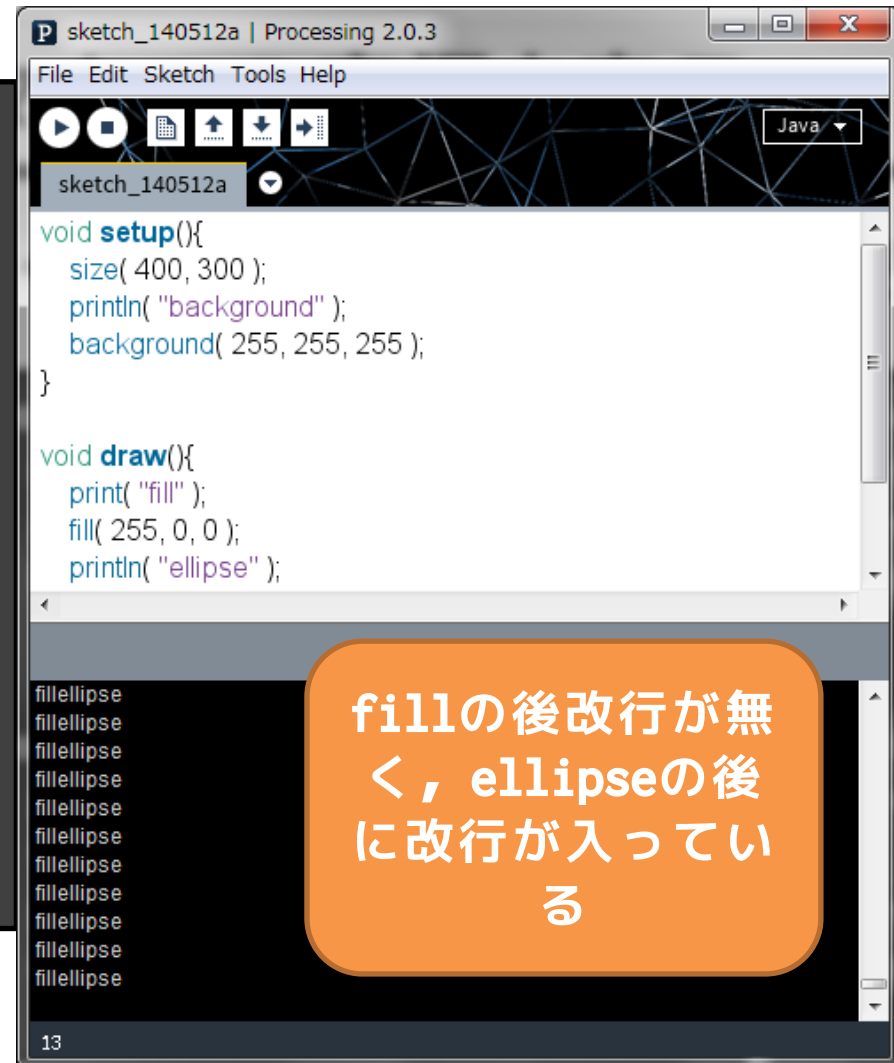 sketch_140512a | Processing 2.0.3
File Edit Sketch Tools Help
Java
sketch_140512a
void setup(){
size( 400, 300 );
println( "background" );
background( 255, 255, 255 );
}
void draw(){
print( "fill" );
fill( 255, 0, 0 );
println( "ellipse" );
fillellipse
fillellipse
fillellipse
fillellipse
fillellipse
fillellipse
fillellipse
fillellipse
fillellipse
fillellipse
fillellipse
fillの後改行が無
く，ellipseの後
に改行が入ってい
る
13